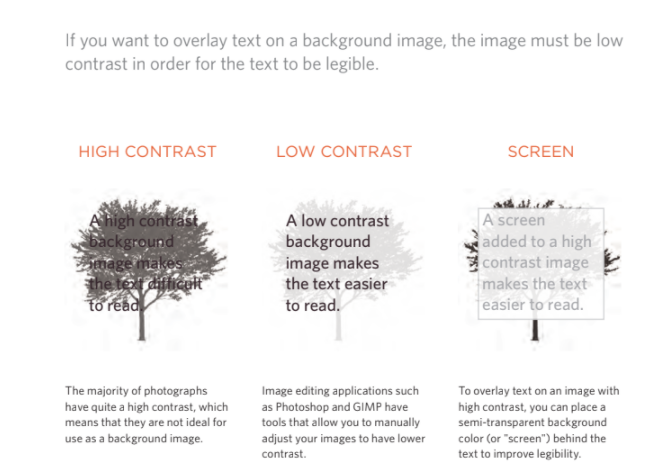 If you want to overlay text on a background image, the image must be low
contrast in order for the text to be legible.
HIGH CONTRAST
A high contrast
background
image makes
the text difficult
to read.
The majority of photographs
have quite a high contrast, which
means that they are not ideal for
use as a background image.
LOW CONTRAST
A low contrast
background
image makes
the text easier
to read.
Image editing applications such
as Photoshop and GIMP have
tools that allow you to manually
adjust your images to have lower
contrast.
SCREEN
A screen
added to a high
contrast image
makes the text
easier to read.
To overlay text on an image with
high contrast, you can place a
semi-transparent background
color (or "screen") behind the
text to improve legibility.